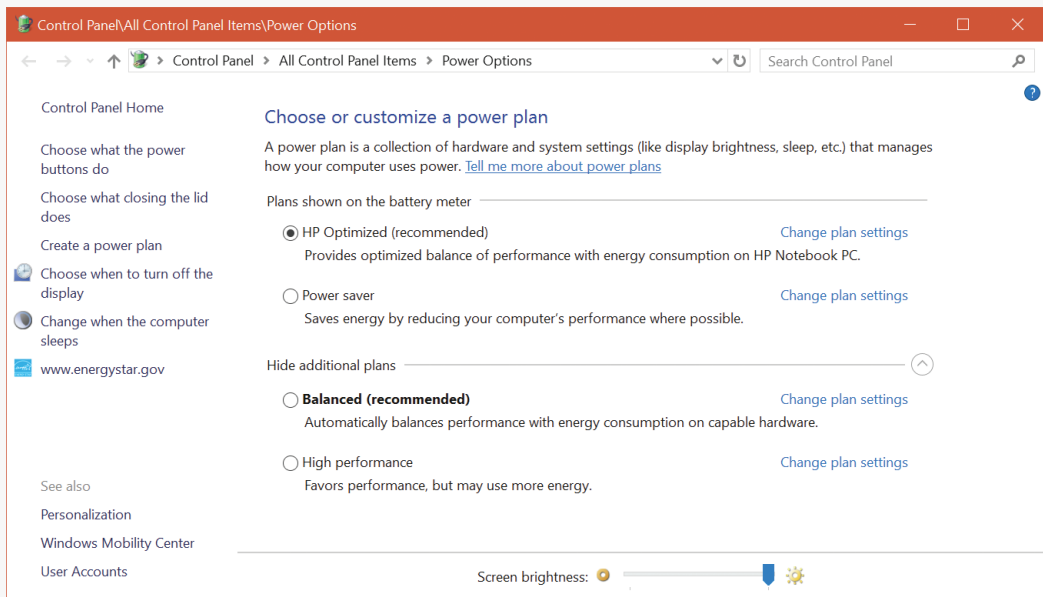 Control Panel\All Control Panel Items\Power Options
Control Panel > All Control Panel Items > Power Options
Search Control Panel
?
Control Panel Home
Choose what the power
buttons do
Choose what closing the lid
does
Create a power plan
Choose when to turn off the
display
Change when the computer
sleeps
www.energystar.gov
See also
Personalization
Windows Mobility Center
User Accounts
Choose or customize a power plan
A power plan is a collection of hardware and system settings (like display brightness, sleep, etc.) that manages
how your computer uses power. Tell me more about power plans
Plans shown on the battery meter
HP Optimized (recommended) Change plan settings
Provides optimized balance of performance with energy consumption on HP Notebook PC.
Power saver Change plan settings
Saves energy by reducing your computer's performance where possible.
Hide additional plans
Balanced (recommended) Change plan settings
Automatically balances performance with energy consumption on capable hardware.
High performance Change plan settings
Favors performance, but may use more energy.
Screen brightness: